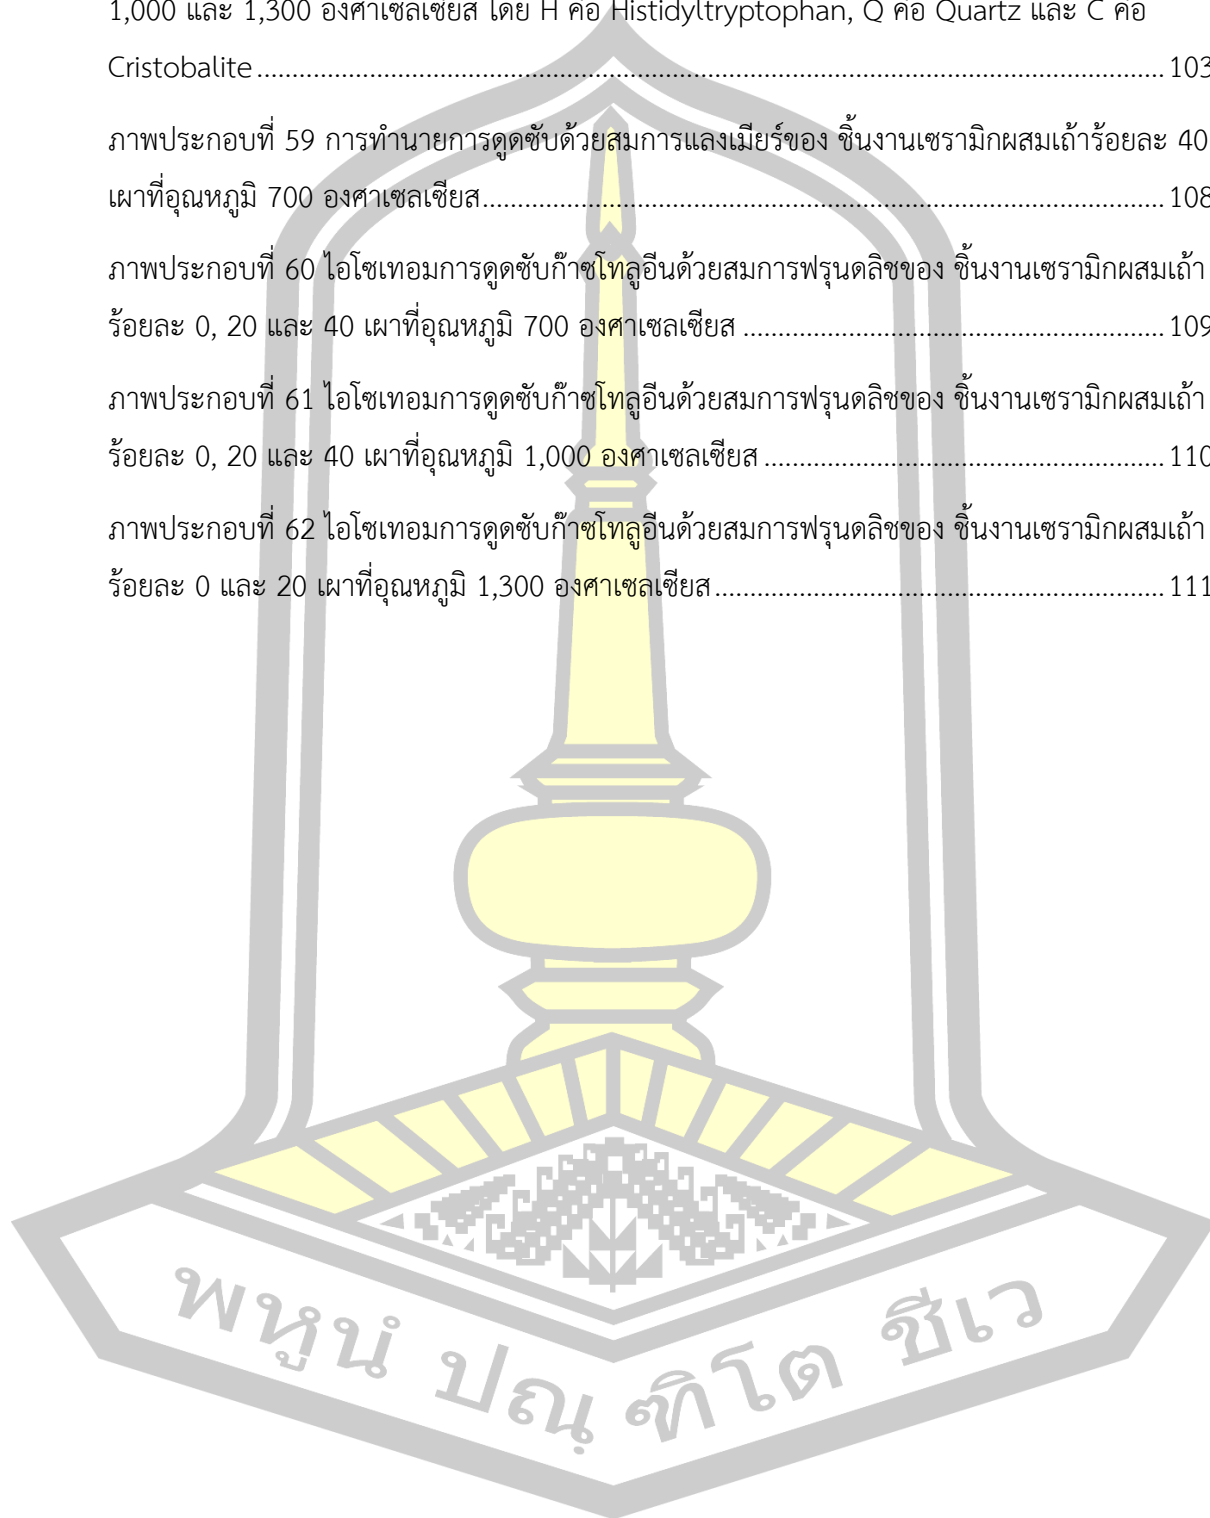 1,000 และ 1,300 องศาเซลเซียส โดย H คือ Histidyltryptophan, Q คือ Quartz และ C คือ
Cristobalite ........................................................................................................ 103
ภาพประกอบที่ 59 การทำนายการดูดซับด้วยสมการแลงเมียร์ของ ชิ้นงานเซรามิกผสมเถ้าร้อยละ 40
เผาที่อุณหภูมิ 700 องศาเซลเซียส........................................................................ 108
ภาพประกอบที่ 60 ไอโซเทอมการดูดซับก๊าซโทลูอีนด้วยสมการฟรุนดลิชของ ชิ้นงานเซรามิกผสมเถ้า
ร้อยละ 0, 20 และ 40 เผาที่อุณหภูมิ 700 องศาเซลเซียส ............................................ 109
ภาพประกอบที่ 61 ไอโซเทอมการดูดซับก๊าซโทลูอีนด้วยสมการฟรุนดลิชของ ชิ้นงานเซรามิกผสมเถ้า
ร้อยละ 0, 20 และ 40 เผาที่อุณหภูมิ 1,000 องศาเซลเซียส .......................................... 110
ภาพประกอบที่ 62 ไอโซเทอมการดูดซับก๊าซโทลูอีนด้วยสมการฟรุนดลิชของ ชิ้นงานเซรามิกผสมเถ้า
ร้อยละ 0 และ 20 เผาที่อุณหภูมิ 1,300 องศาเซลเซียส ............................................... 111
พหูนํ ปณฺฑิโต ชีเว